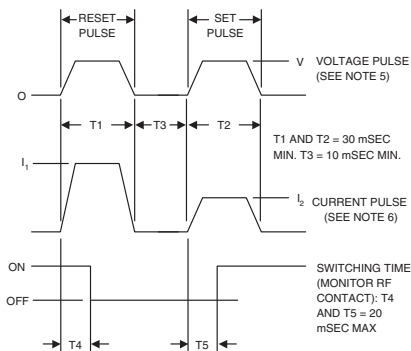 RESET PULSE
SET PULSE
V
VOLTAGE PULSE
(SEE NOTE 5)
O
T1
T3
T2
T1 AND T2 = 30 mSEC
MIN. T3 = 10 mSEC MIN.
I1
I2
CURRENT PULSE
(SEE NOTE 6)
ON
OFF
SWITCHING TIME
(MONITOR RF
CONTACT): T4
AND T5 = 20
mSEC MAX
T4
T5